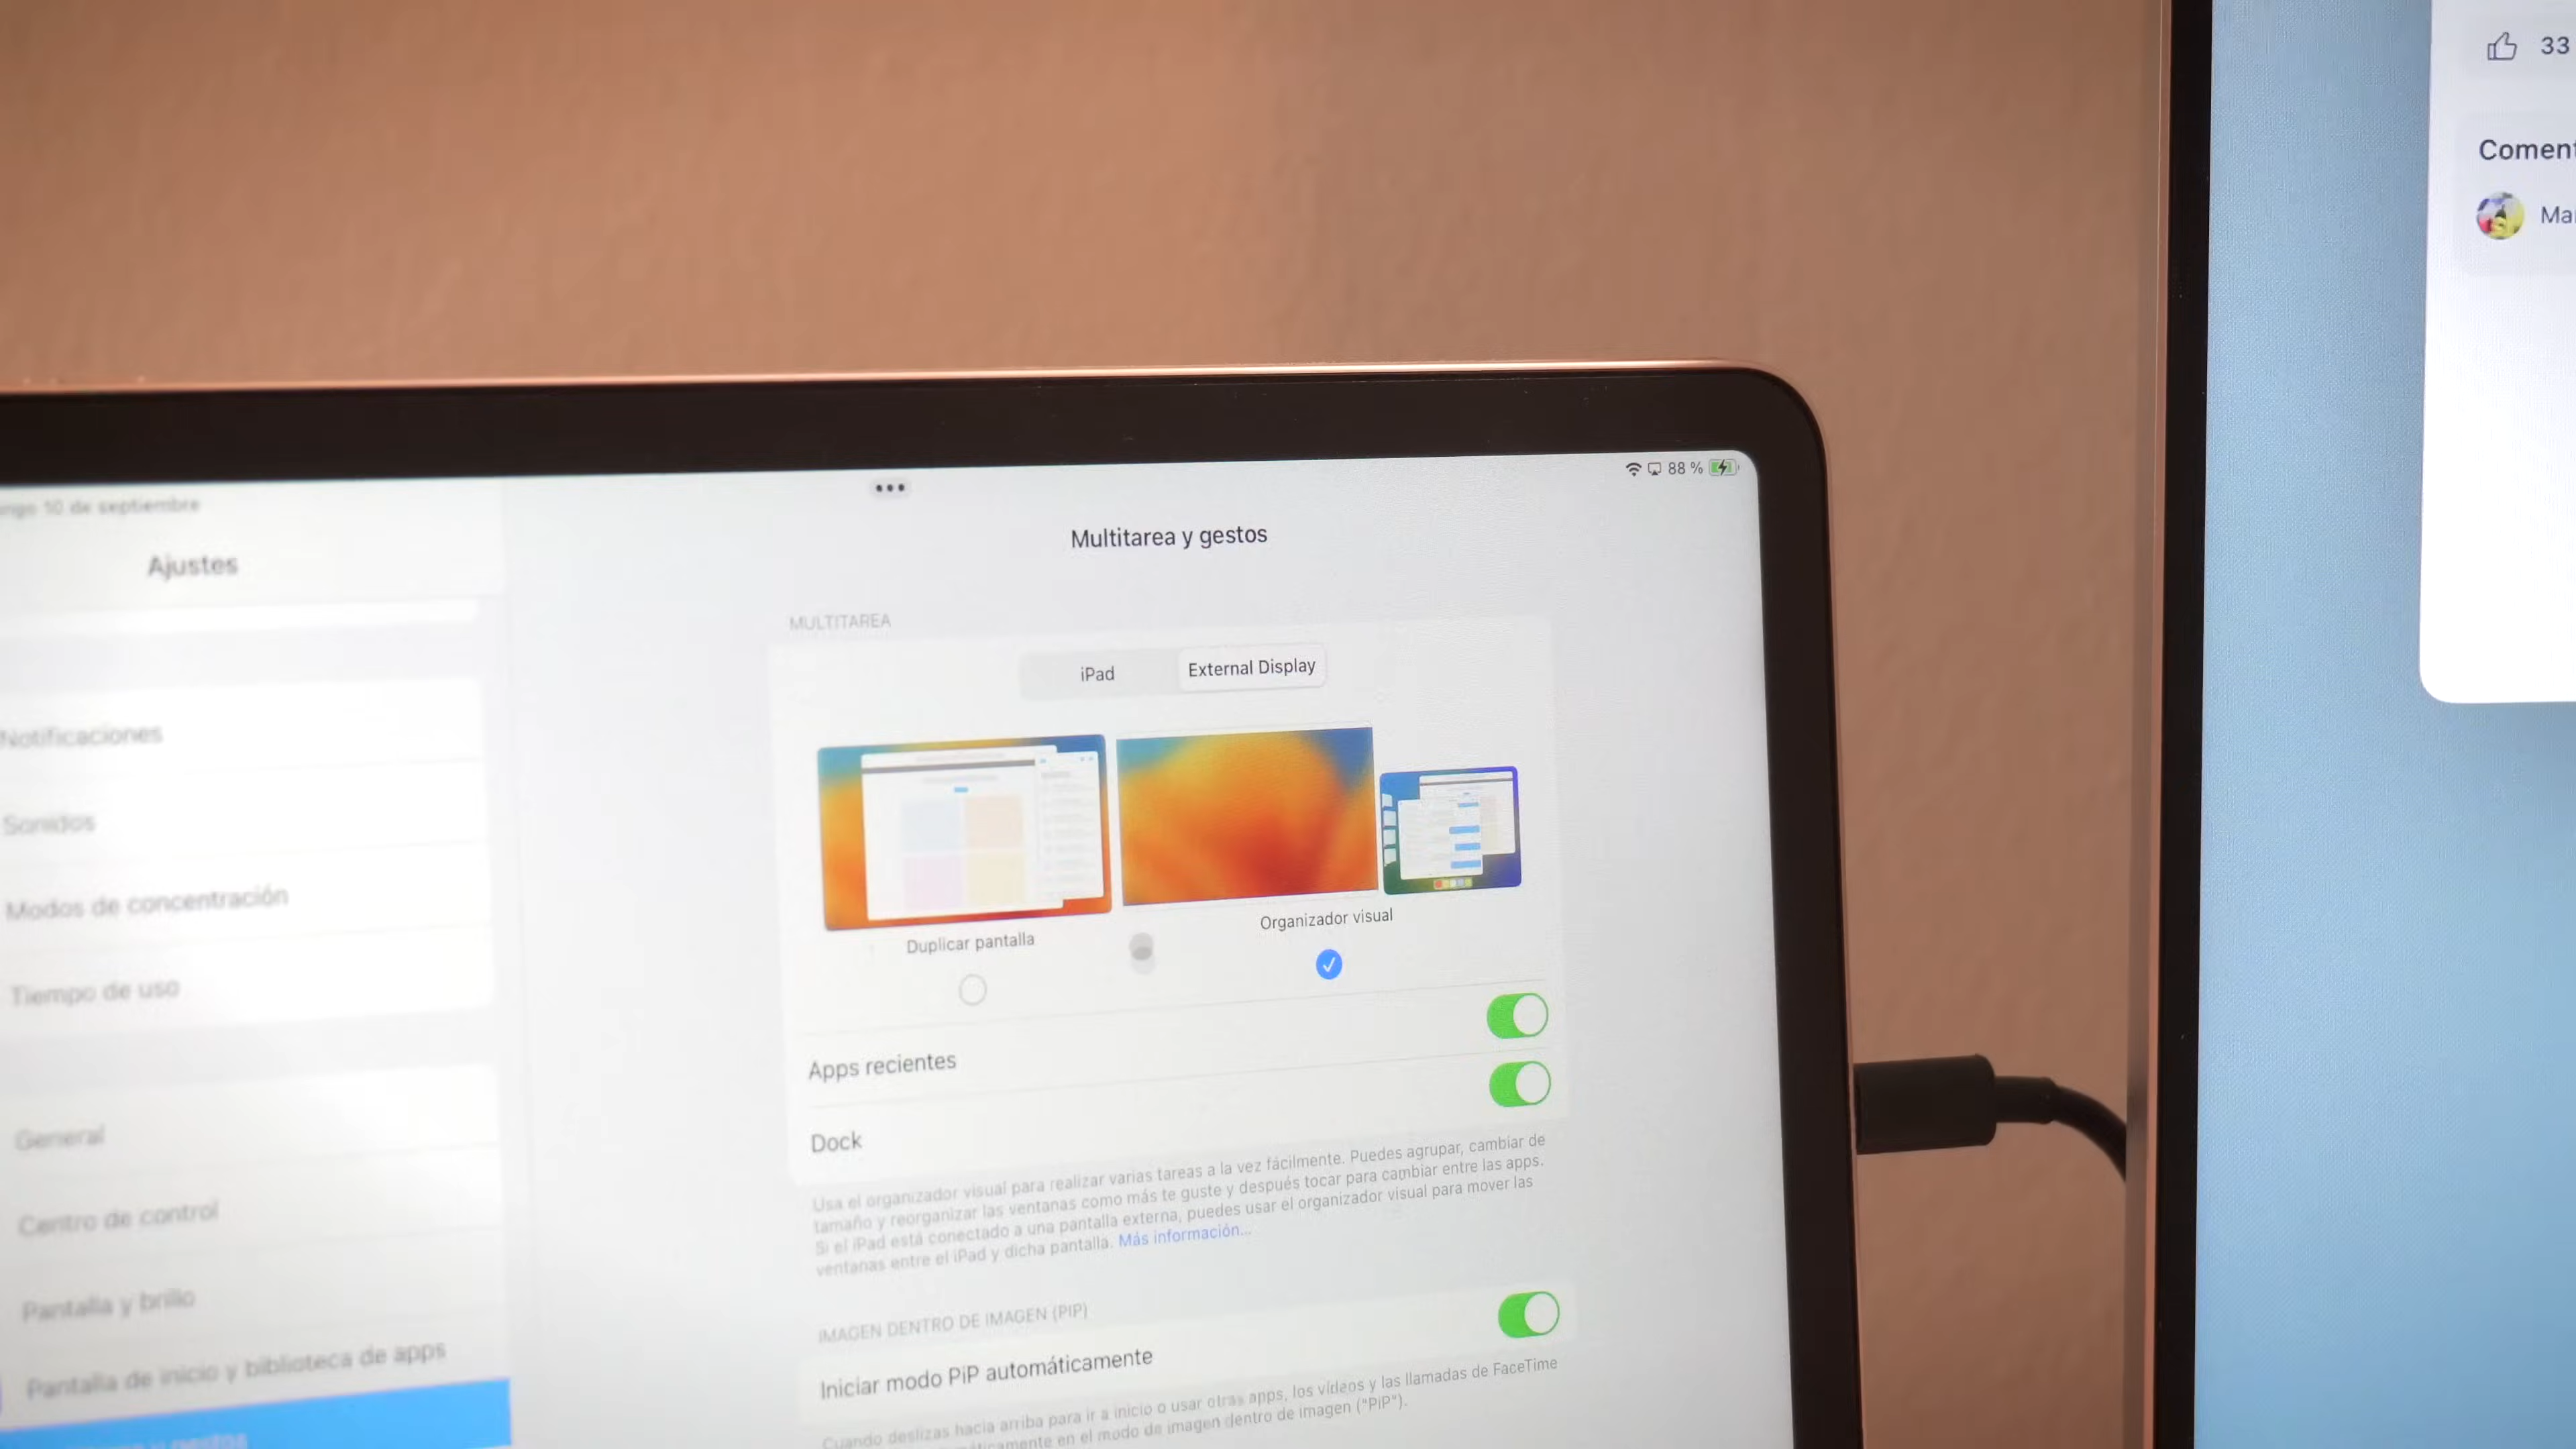 33
Coment
Mar
10 de septiembre
88 %
Ajustes
Multitarea y gestos
Notificaciones
Sonidos
Modos de concentración
Tiempo de uso
General
Centro de control
Pantalla y brillo
Pantalla de inicio y biblioteca de apps
y gestos
MULTITAREA
iPad
External Display
Duplicar pantalla
Organizador visual
Apps recientes
Dock
Usa el organizador visual para realizar varias tareas a la vez fácilmente. Puedes agrupar, cambiar de
tamaño y reorganizar las ventanas como más te guste y después tocar para cambiar entre las apps.
Si el iPad está conectado a una pantalla externa, puedes usar el organizador visual para mover las
ventanas entre el iPad y dicha pantalla. Más información...
IMAGEN DENTRO DE IMAGEN (PIP)
Iniciar modo PiP automáticamente
Cuando deslizas hacia arriba para ir a inicio o usar otras apps, los vídeos y las llamadas de FaceTime
en el modo de imagen dentro de imagen ("PiP").